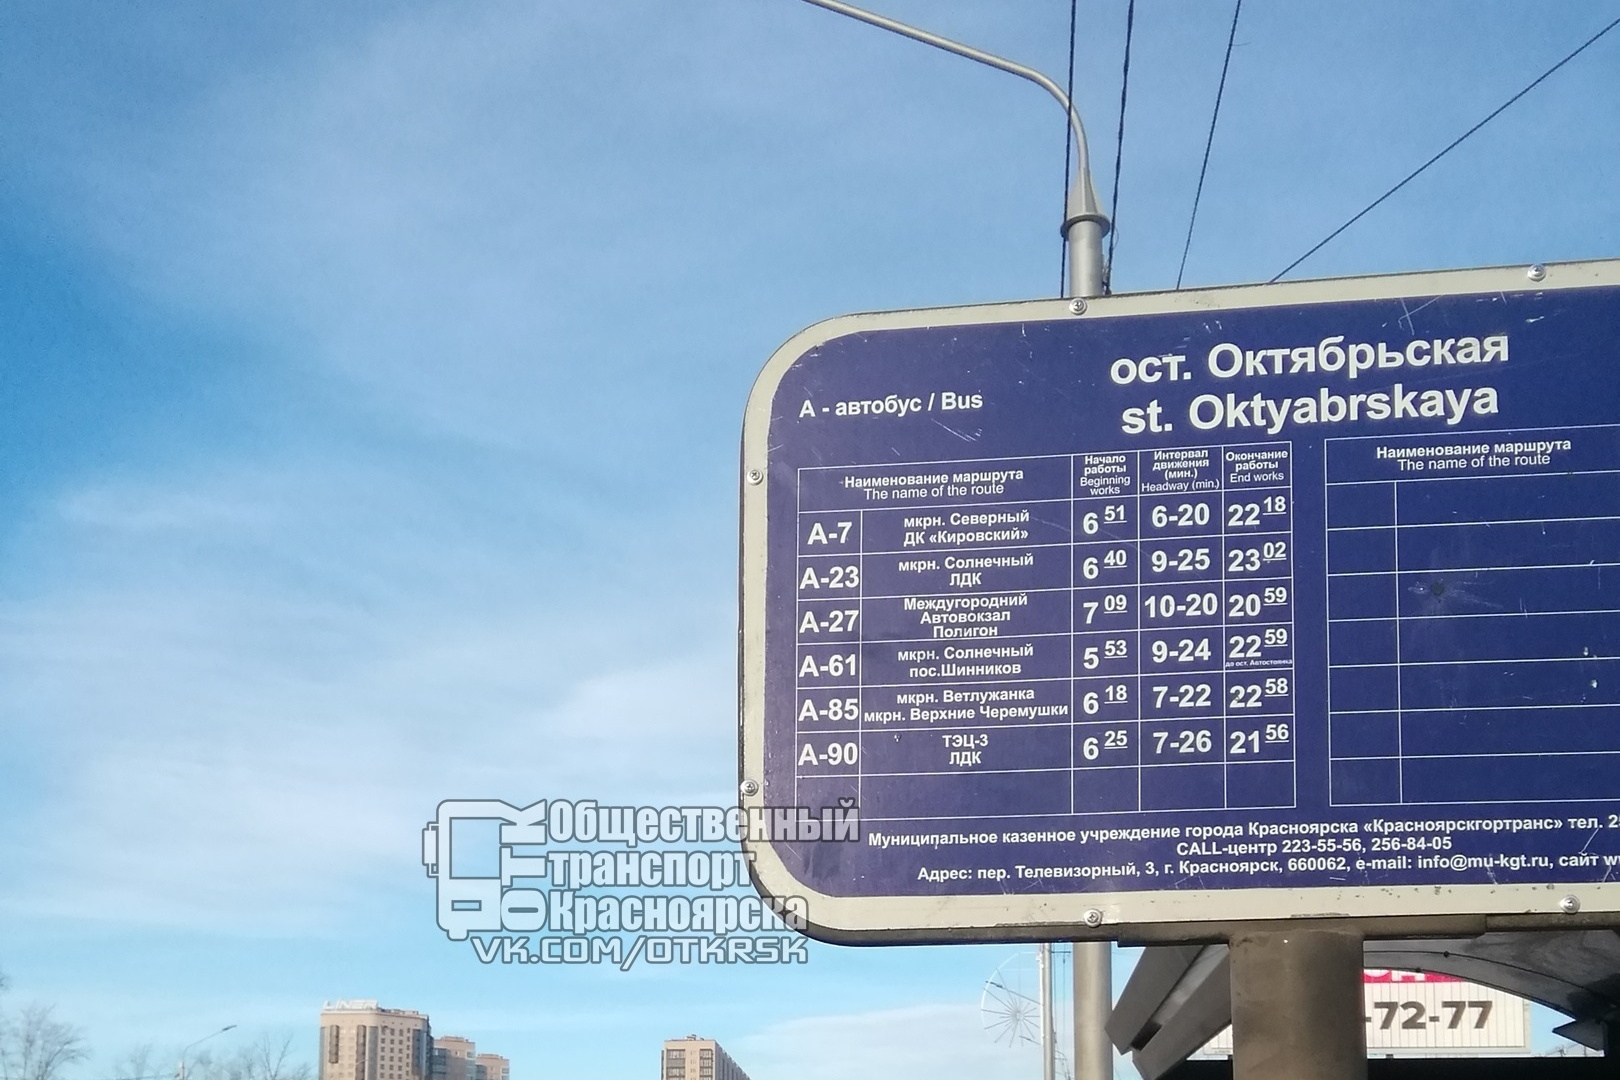 ост. Октябрьская
st. Oktyabrskaya
А - автобус / Bus
Наименование маршрута
The name of the route
Начало работы
Beginning works
Интервал движения (мин.)
Headway (min.)
Окончание работы
End works
А-7 мкрн. Северный ДК «Кировский» 6 51 6-20 22 18
А-23 мкрн. Солнечный ЛДК 6 40 9-25 23 02
А-27 Междугородний Автовокзал Полигон 7 09 10-20 20 59
А-61 мкрн. Солнечный пос.Шинников 5 53 9-24 22 59 до ост. Автостоянка
А-85 мкрн. Ветлужанка мкрн. Верхние Черемушки 6 18 7-22 22 58
А-90 ТЭЦ-3 ЛДК 6 25 7-26 21 56
Наименование маршрута
The name of the route
Муниципальное казенное учреждение города Красноярска «Красноярскгортранс» тел.
CALL-центр 223-55-56, 256-84-05
Адрес: пер. Телевизорный, 3, г. Красноярск, 660062, e-mail: info@mu-kgt.ru, сайт
ОТК
Общественный
транспорт
Красноярска
VK.COM/OTKRSK
-72-77